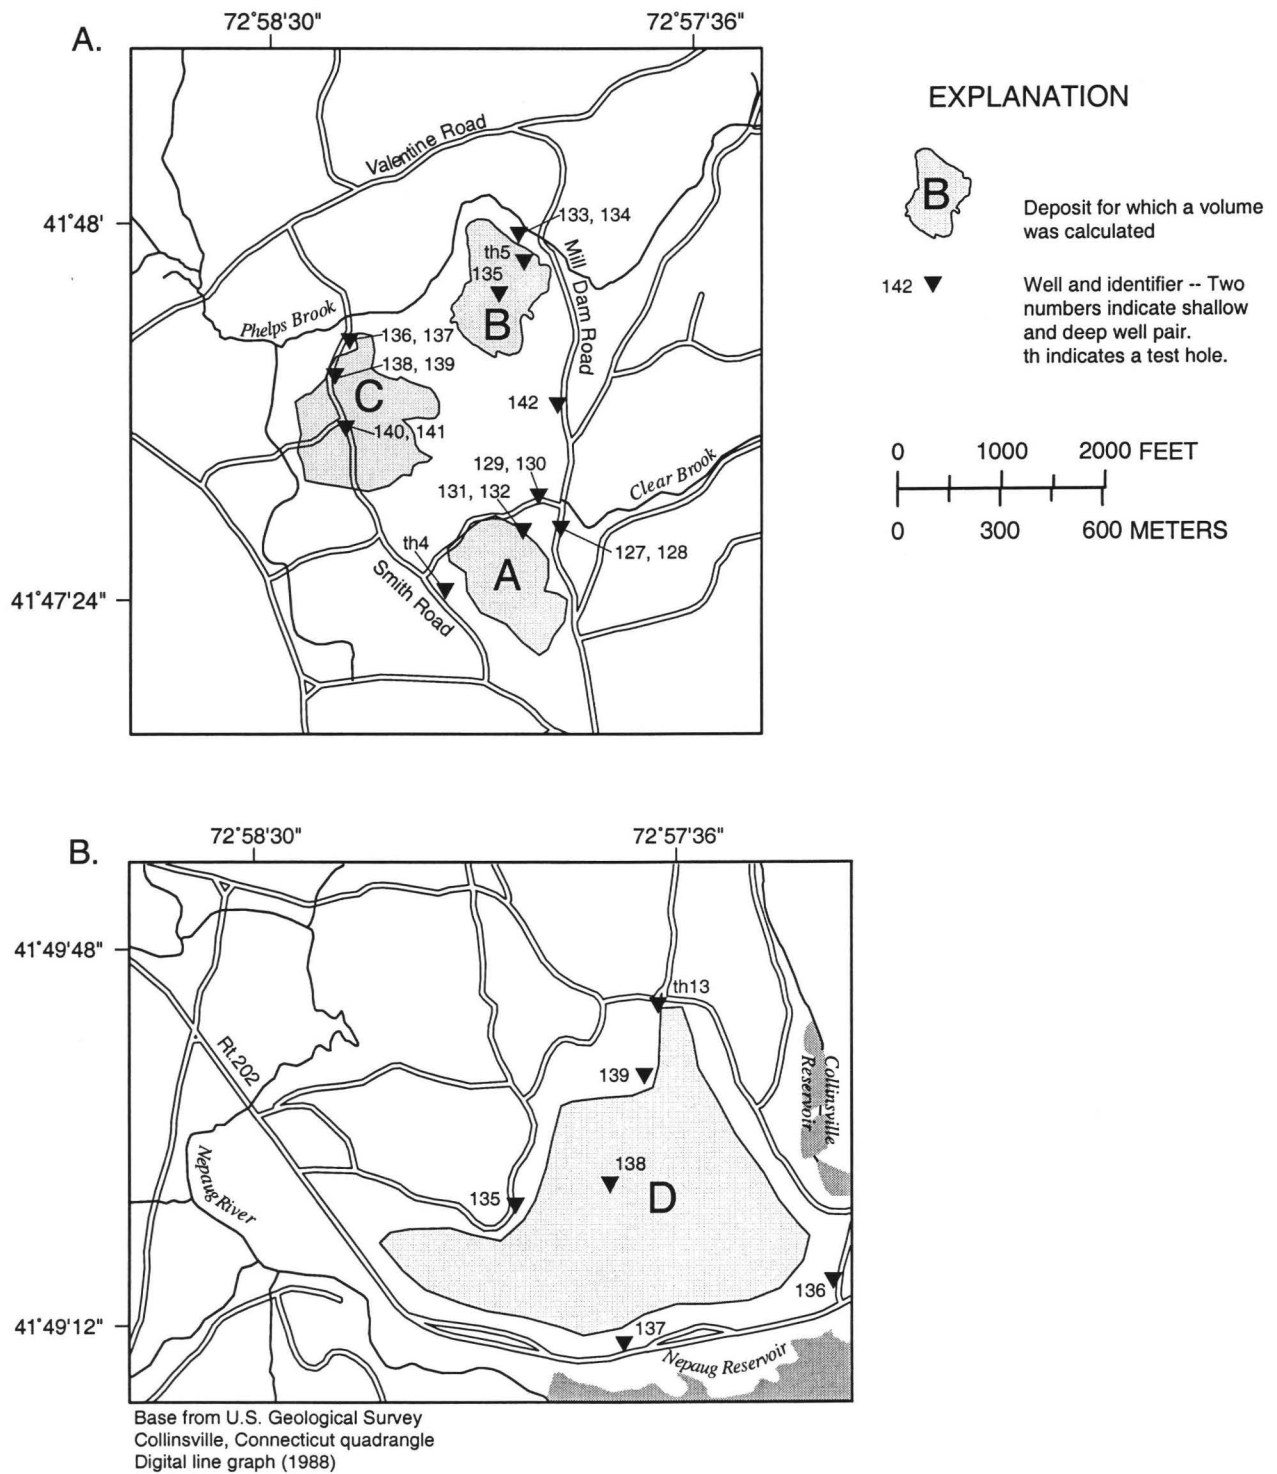 A.
72°58'30"
72°57'36"
41°48'
41°47'24"
Valentine Road
133, 134
th5
135
B
Mill Dam Road
Phelps Brook
136, 137
138, 139
C
140, 141
142
129, 130
131, 132
Clear Brook
127, 128
th4
A
Smith Road
EXPLANATION
B
Deposit for which a volume
was calculated
142
Well and identifier -- Two
numbers indicate shallow
and deep well pair.
th indicates a test hole.
0 1000 2000 FEET
0 300 600 METERS
B.
72°58'30"
72°57'36"
41°49'48"
41°49'12"
th13
Rt.202
139
Collinsville
Reservoir
138
D
135
Nepaug River
136
137
Nepaug Reservoir
Base from U.S. Geological Survey
Collinsville, Connecticut quadrangle
Digital line graph (1988)